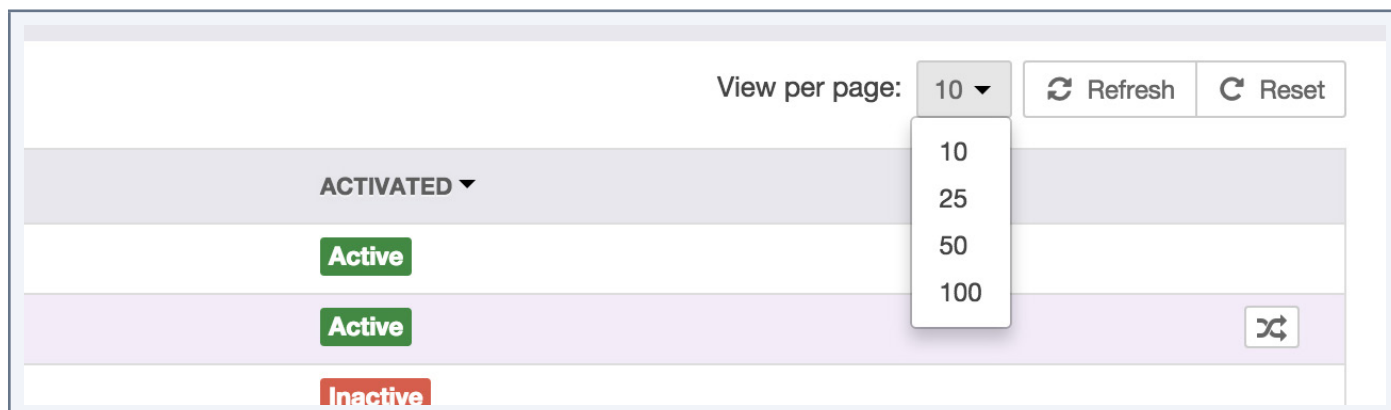 View per page: 10 Refresh Reset
10
25
50
100
ACTIVATED
Active
Active
Inactive